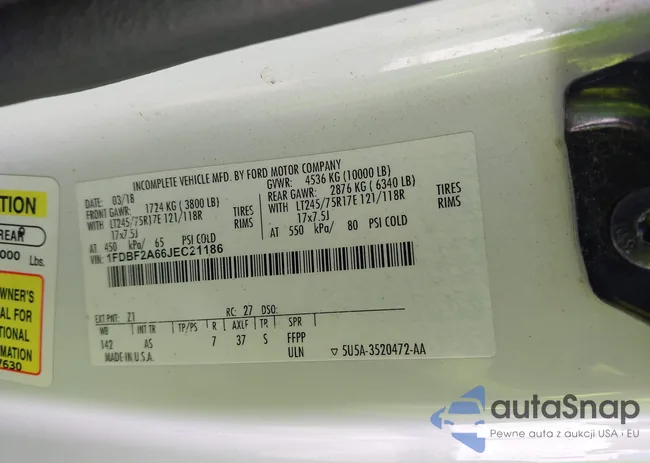 INCOMPLETE VEHICLE MFD. BY FORD MOTOR COMPANY
DATE: 03/18 GVWR: 4536 KG (10000 LB)
FRONT GAWR: 1724 KG (3800 LB) REAR GAWR: 2876 KG (6340 LB)
WITH LT245/75R17E 121/118R TIRES WITH LT245/75R17E 121/118R TIRES
17x7.5J RIMS 17x7.5J RIMS
AT 450 kPa/ 65 PSI COLD AT 550 kPa/ 80 PSI COLD
VIN: 1FDBF2A66JEC21186
EXT PNT: Z1 RC: 27 DSO:
WB INT TR TP/PS R AXLE TR SPR
142 AS 7 37 S FFPP
MADE IN U.S.A. ULN ▽ 5U5A-3520472-AA
TION
REAR
000 Lbs.
WNER'S
AL FOR
TIONAL
MATION
7630
autaSnap
Pewne auta z aukcji USA i EU